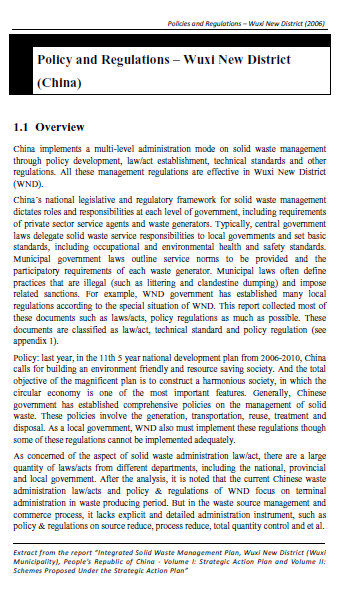 Policies and Regulations – Wuxi New District (2006)
Policy and Regulations – Wuxi New District
(China)
1.1 Overview
China implements a multi-level administration mode on solid waste management
through policy development, law/act establishment, technical standards and other
regulations. All these management regulations are effective in Wuxi New District
(WND).
China's national legislative and regulatory framework for solid waste management
dictates roles and responsibilities at each level of government, including requirements
of private sector service agents and waste generators. Typically, central government
laws delegate solid waste service responsibilities to local governments and set basic
standards, including occupational and environmental health and safety standards.
Municipal government laws outline service norms to be provided and the
participatory requirements of each waste generator. Municipal laws often define
practices that are illegal (such as littering and clandestine dumping) and impose
related sanctions. For example, WND government has established many local
regulations according to the special situation of WND. This report collected most of
these documents such as laws/acts, policy regulations as much as possible. These
documents are classified as law/act, technical standard and policy regulation (see
appendix 1).
Policy: last year, in the 11th 5 year national development plan from 2006-2010, China
calls for building an environment friendly and resource saving society. And the total
objective of the magnificent plan is to construct a harmonious society, in which the
circular economy is one of the most important features. Generally, Chinese
government has established comprehensive policies on the management of solid
waste. These policies involve the generation, transportation, reuse, treatment and
disposal. As a local government, WND also must implement these regulations though
some of these regulations cannot be implemented adequately.
As concerned of the aspect of solid waste administration law/act, there are a large
quantity of laws/acts from different departments, including the national, provincial
and local government. After the analysis, it is noted that the current Chinese waste
administration law/acts and policy & regulations of WND focus on terminal
administration in waste producing period. But in the waste source management and
commerce process, it lacks explicit and detailed administration instrument, such as
policy & regulations on source reduce, process reduce, total quantity control and et al.
Extract from the report "Integrated Solid Waste Management Plan, Wuxi New District (Wuxi
Municipality), People's Republic of China - Volume I: Strategic Action Plan and Volume II:
Schemes Proposed Under the Strategic Action Plan"